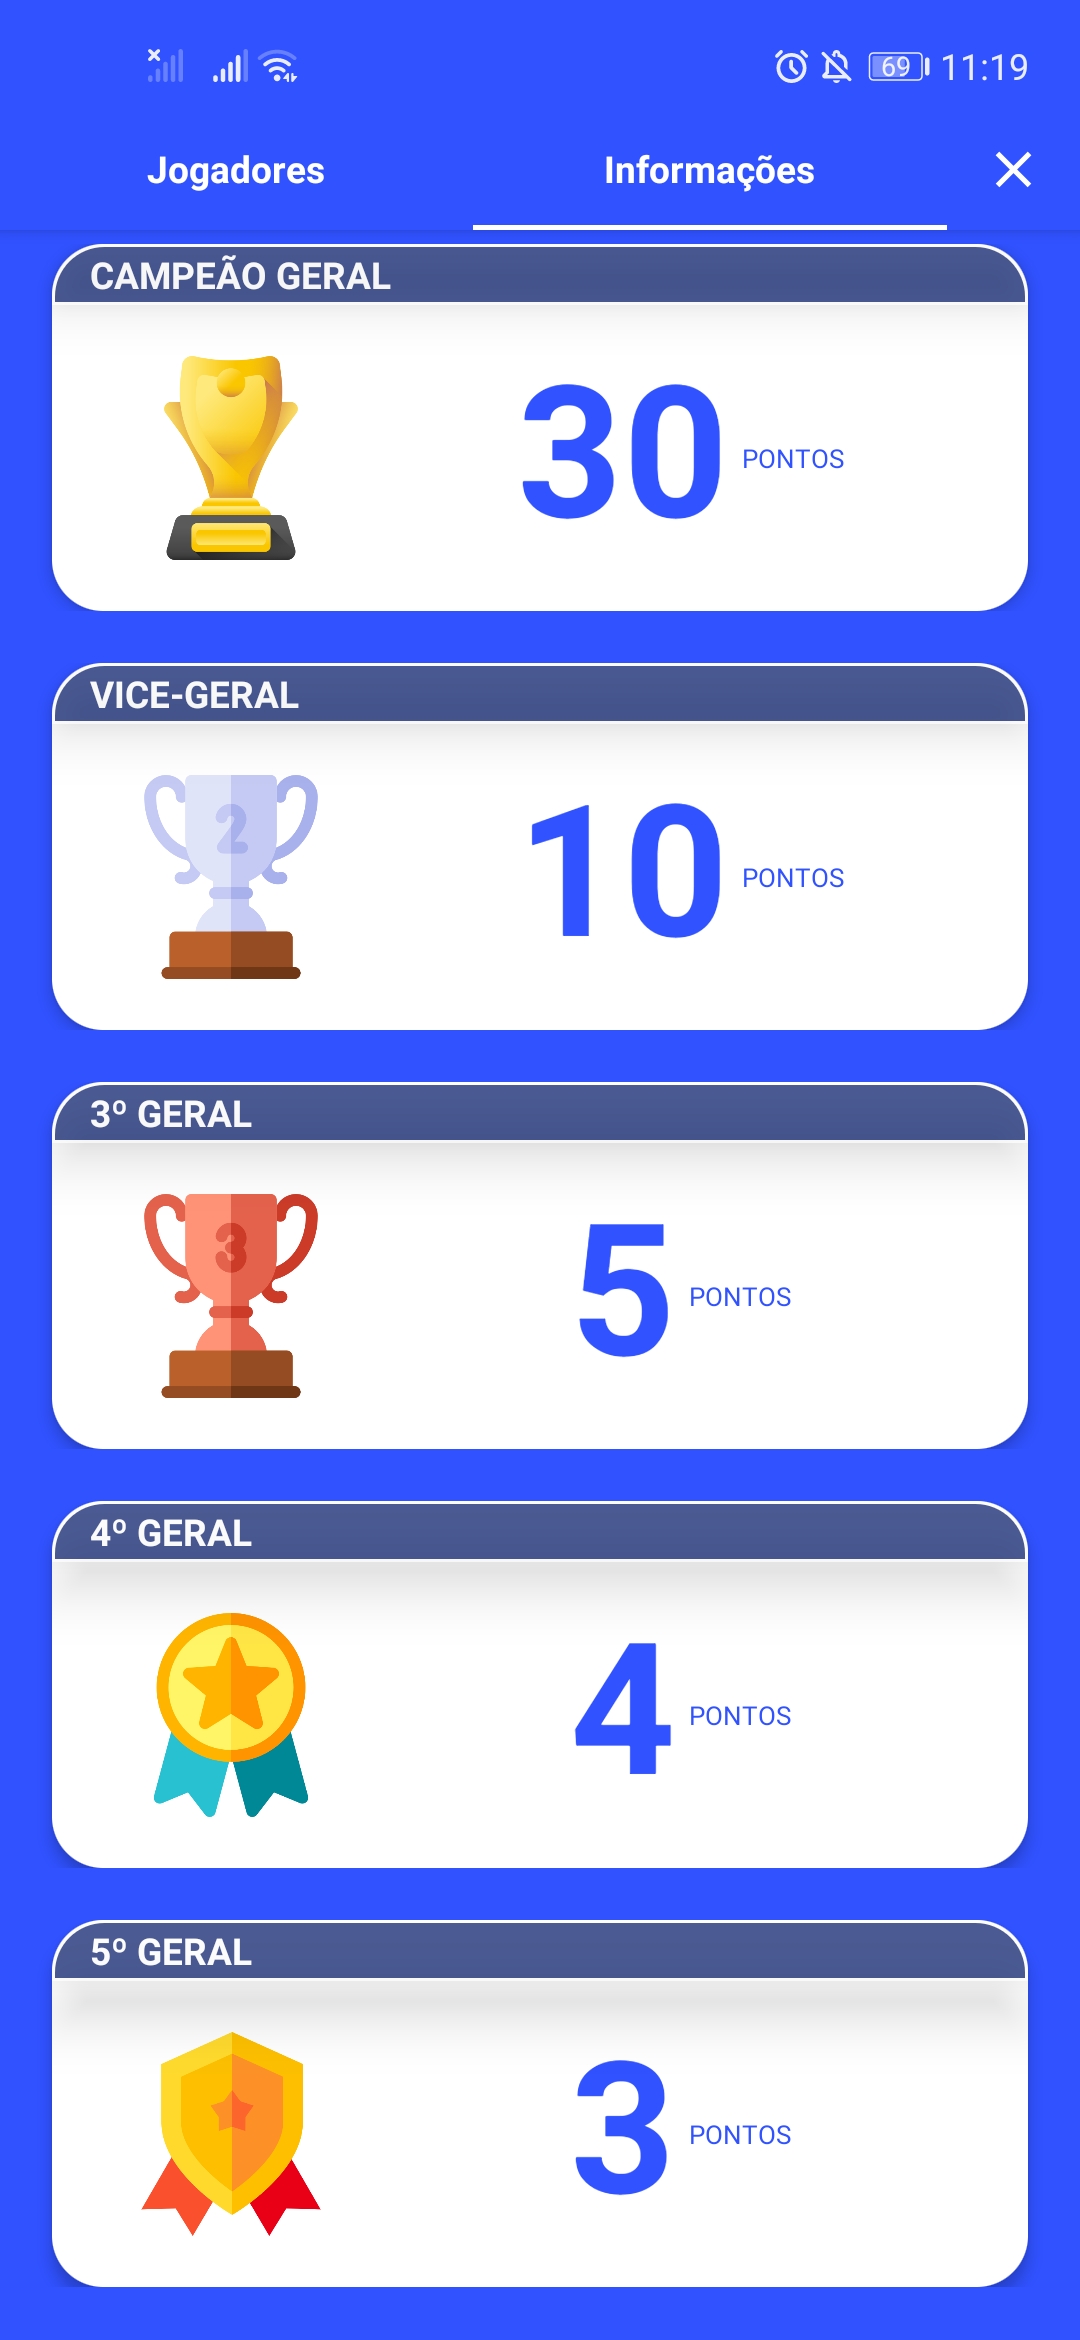 69 11:19
Jogadores Informações
CAMPEÃO GERAL
30 PONTOS
VICE-GERAL
2
10 PONTOS
3º GERAL
3
5 PONTOS
4º GERAL
4 PONTOS
5º GERAL
3 PONTOS